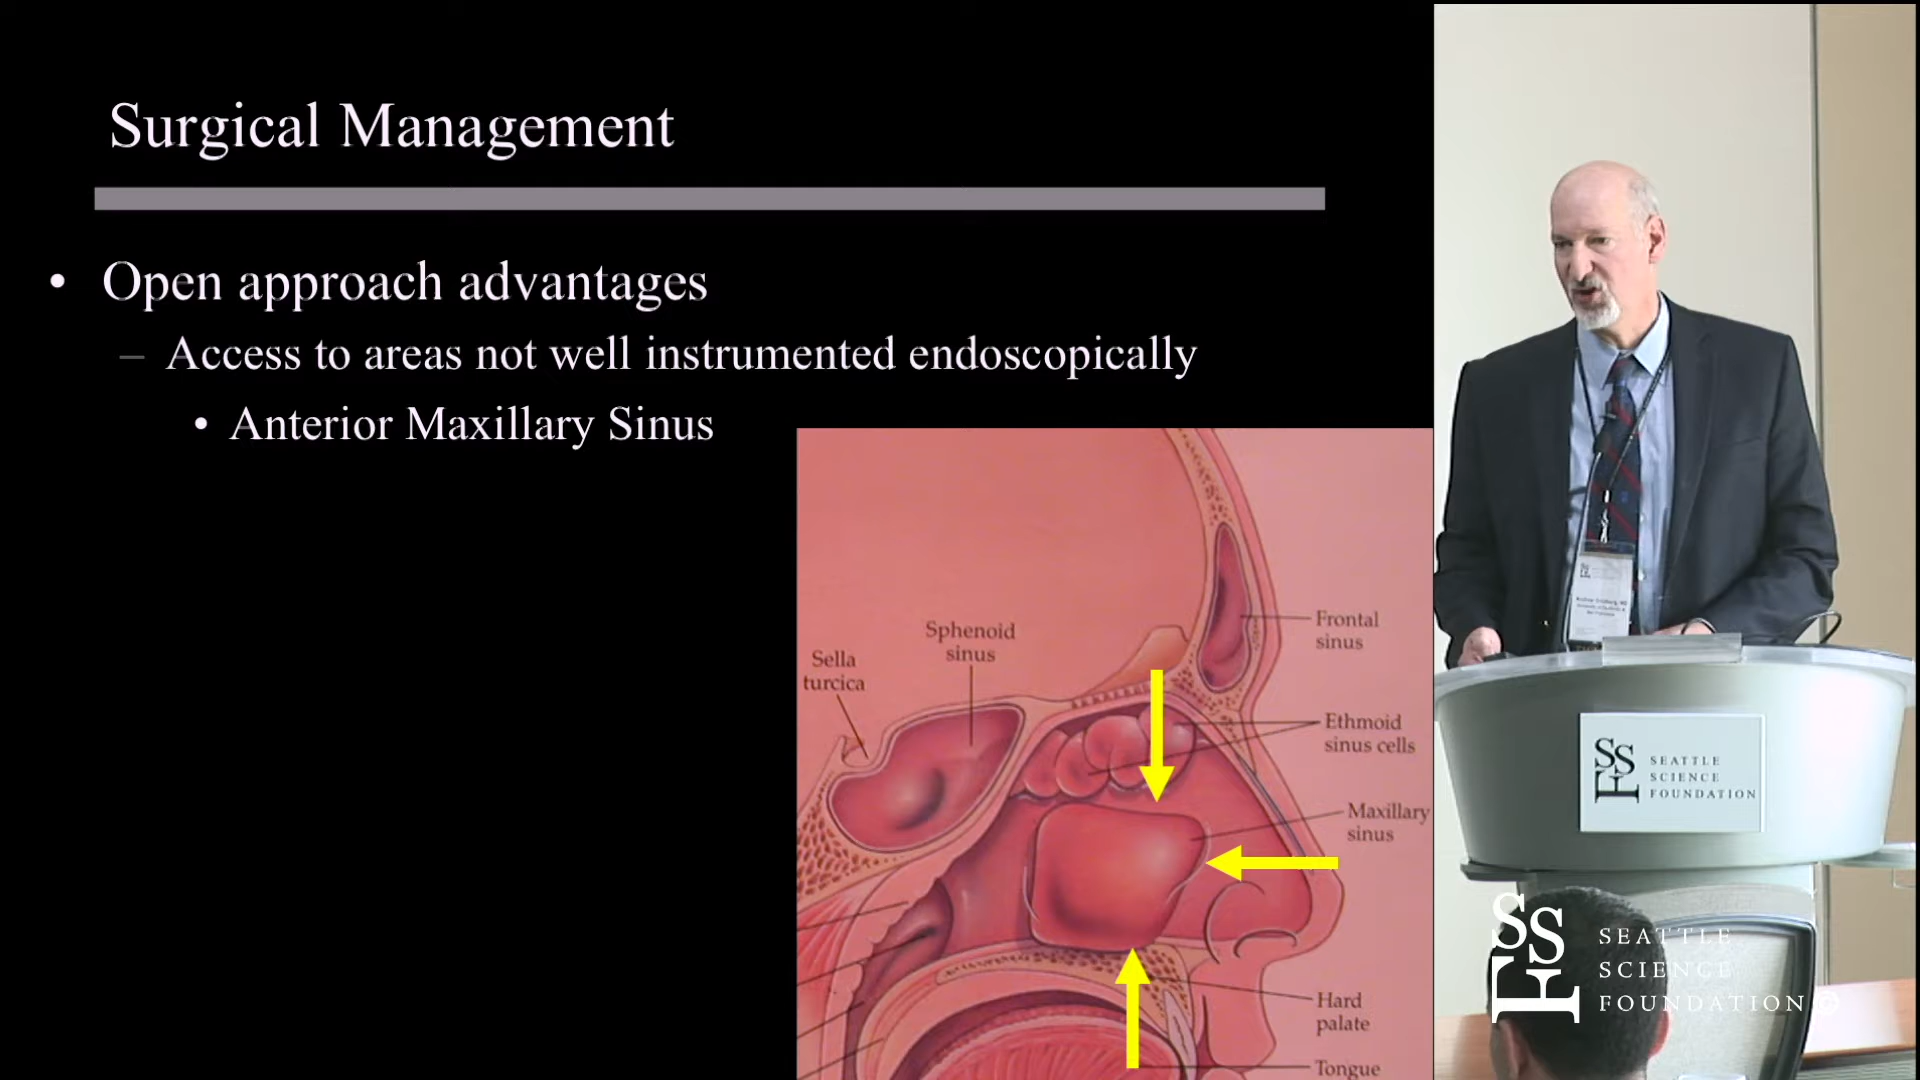 Surgical Management
• Open approach advantages
– Access to areas not well instrumented endoscopically
• Anterior Maxillary Sinus
Sphenoid
sinus
Sella
turcica
Frontal
sinus
Ethmoid
sinus cells
Maxillary
sinus
Hard
palate
Tongue
SEATTLE
SCIENCE
FOUNDATION
SEATTLE
SCIENCE
FOUNDATION ©